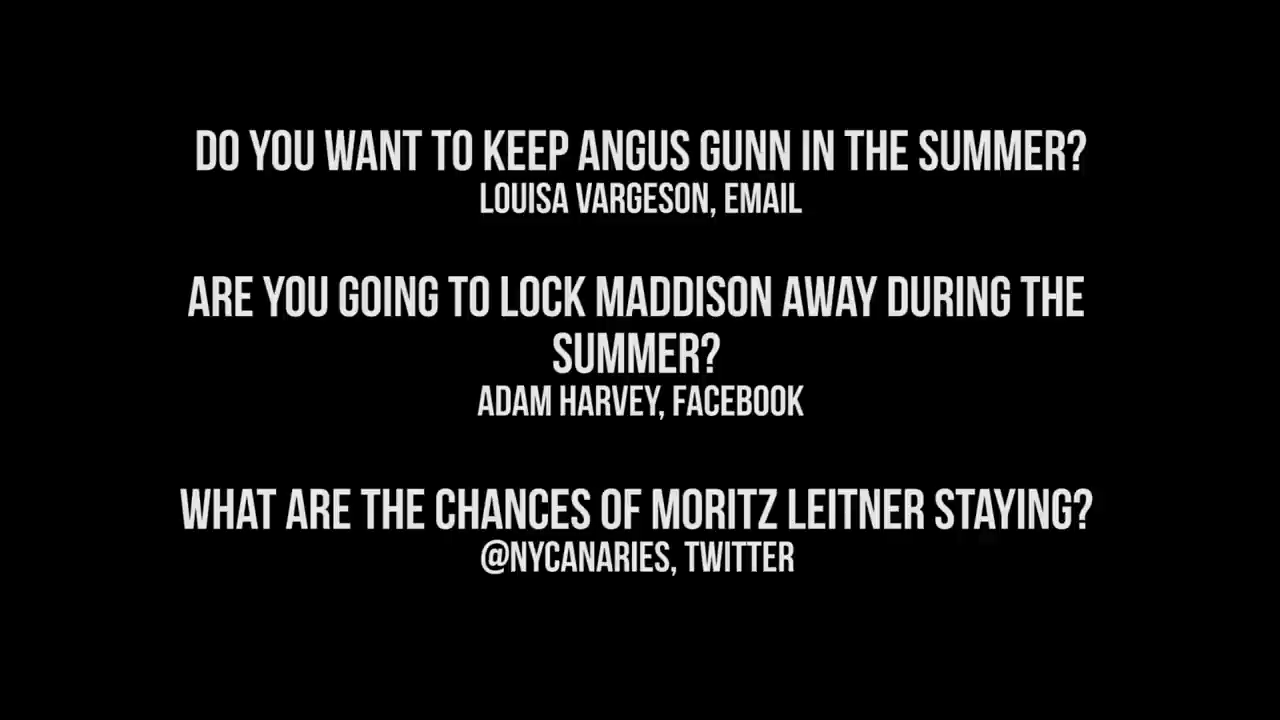 DO YOU WANT TO KEEP ANGUS GUNN IN THE SUMMER?
LOUISA VARGESON, EMAIL
ARE YOU GOING TO LOCK MADDISON AWAY DURING THE
SUMMER?
ADAM HARVEY, FACEBOOK
WHAT ARE THE CHANCES OF MORITZ LEITNER STAYING?
@NYCANARIES, TWITTER